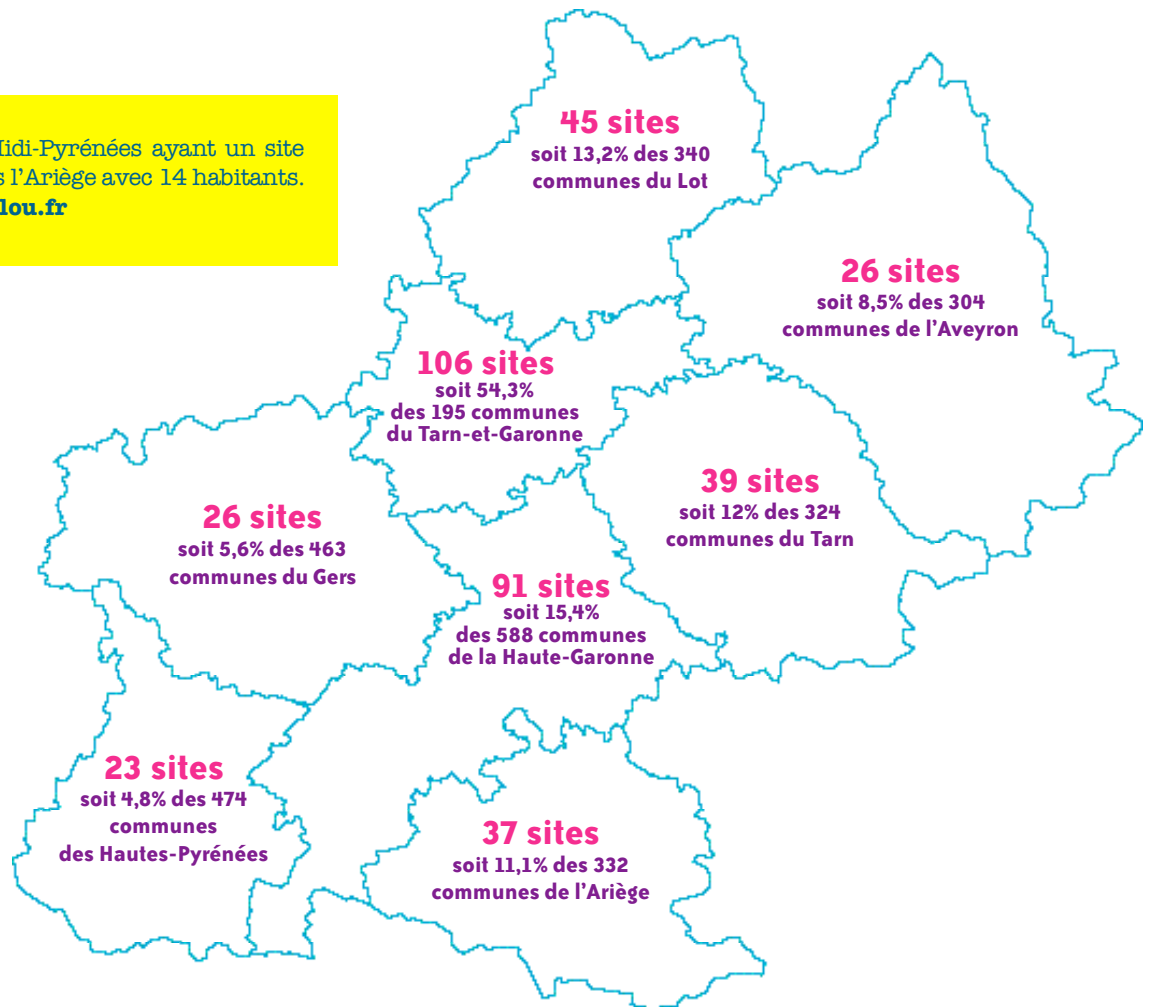 45 sites
soit 13,2% des 340
communes du Lot
Midi-Pyrénées ayant un site
l'Ariège avec 14 habitants.
lou.fr
26 sites
soit 8,5% des 304
communes de l'Aveyron
106 sites
soit 54,3%
des 195 communes
du Tarn-et-Garonne
39 sites
soit 12% des 324
communes du Tarn
26 sites
soit 5,6% des 463
communes du Gers
91 sites
soit 15,4%
des 588 communes
de la Haute-Garonne
23 sites
soit 4,8% des 474
communes
des Hautes-Pyrénées
37 sites
soit 11,1% des 332
communes de l'Ariège